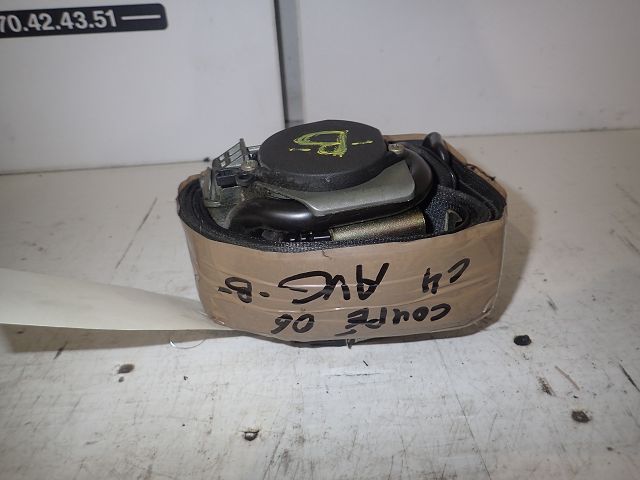 70.42.43.51
B
C4 AVG -B-
COUPÉ 06